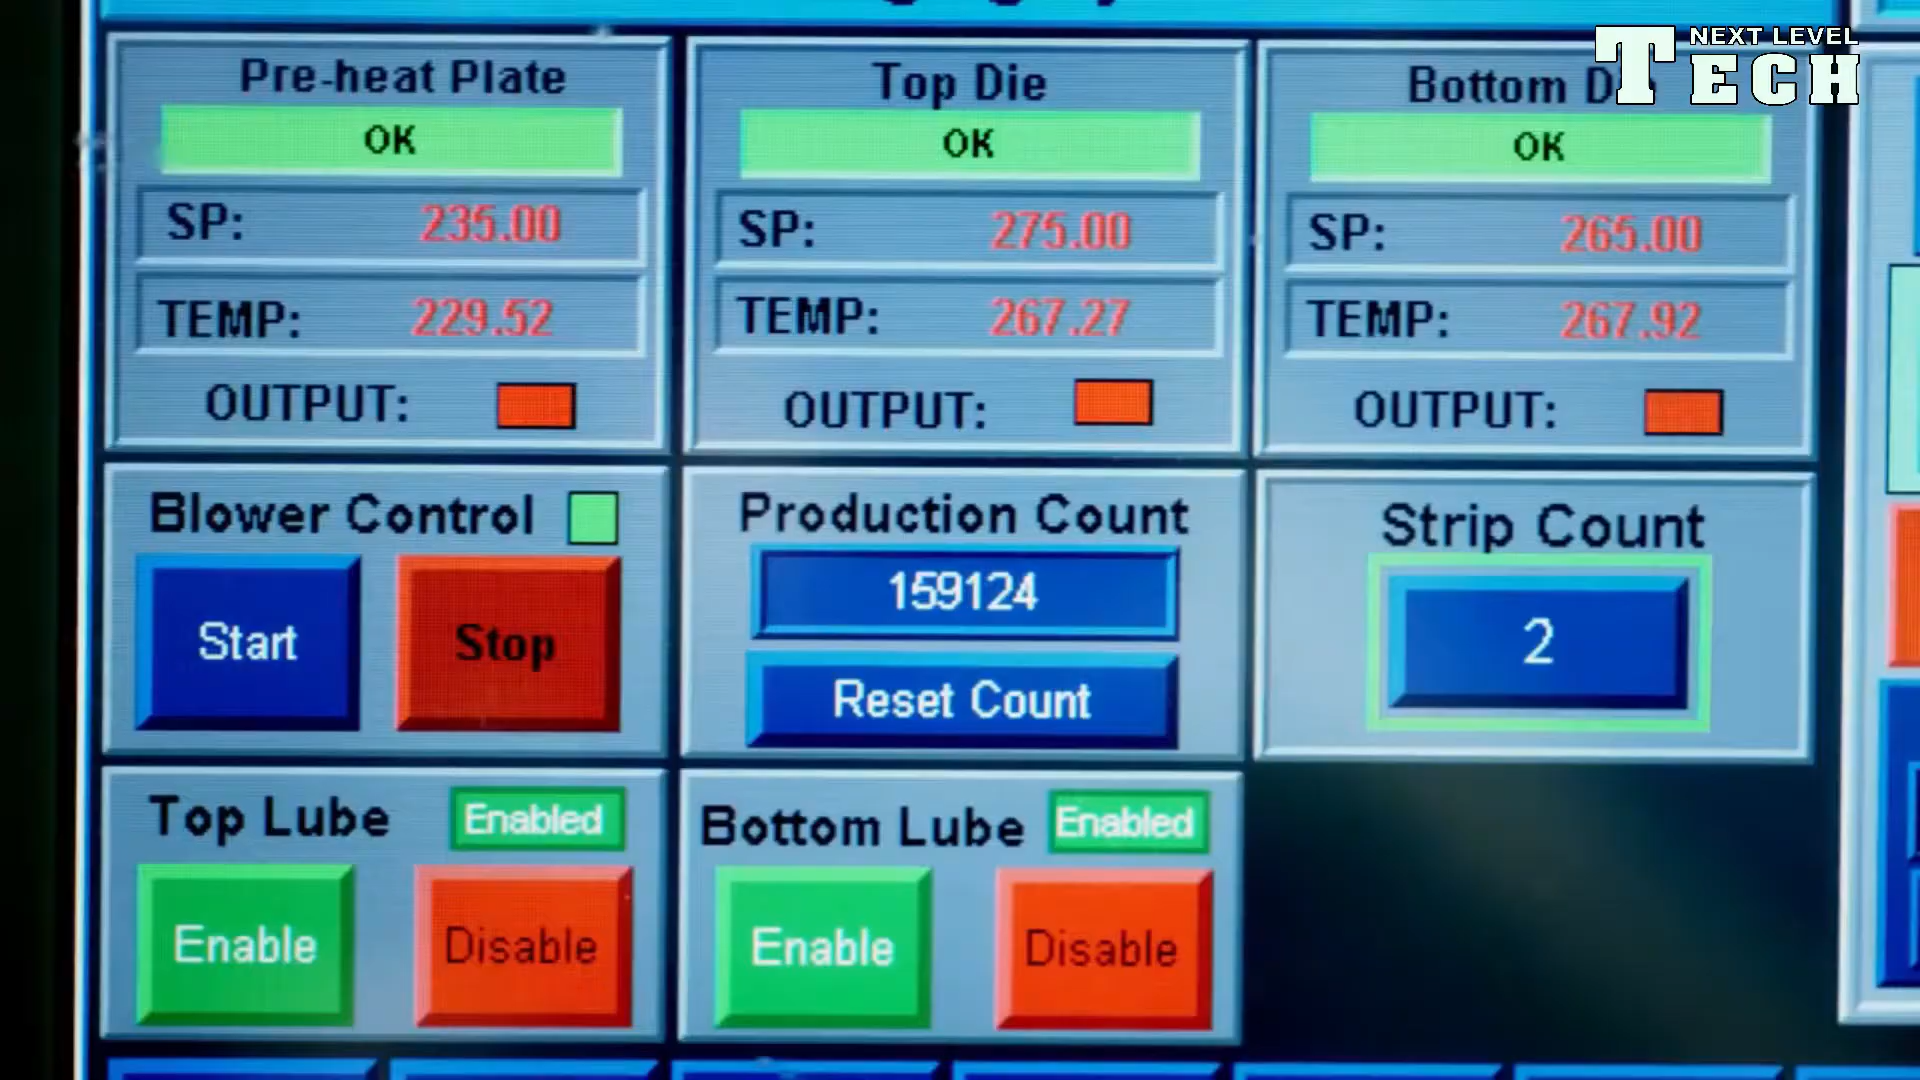 NEXT LEVEL
TECH
Pre-heat Plate
OK
SP: 235.00
TEMP: 229.52
OUTPUT:
Top Die
OK
SP: 275.00
TEMP: 267.27
OUTPUT:
Bottom
OK
SP: 265.00
TEMP: 267.92
OUTPUT:
Blower Control
Start
Stop
Production Count
159124
Reset Count
Strip Count
2
Top Lube
Enabled
Enable
Disable
Bottom Lube
Enabled
Enable
Disable